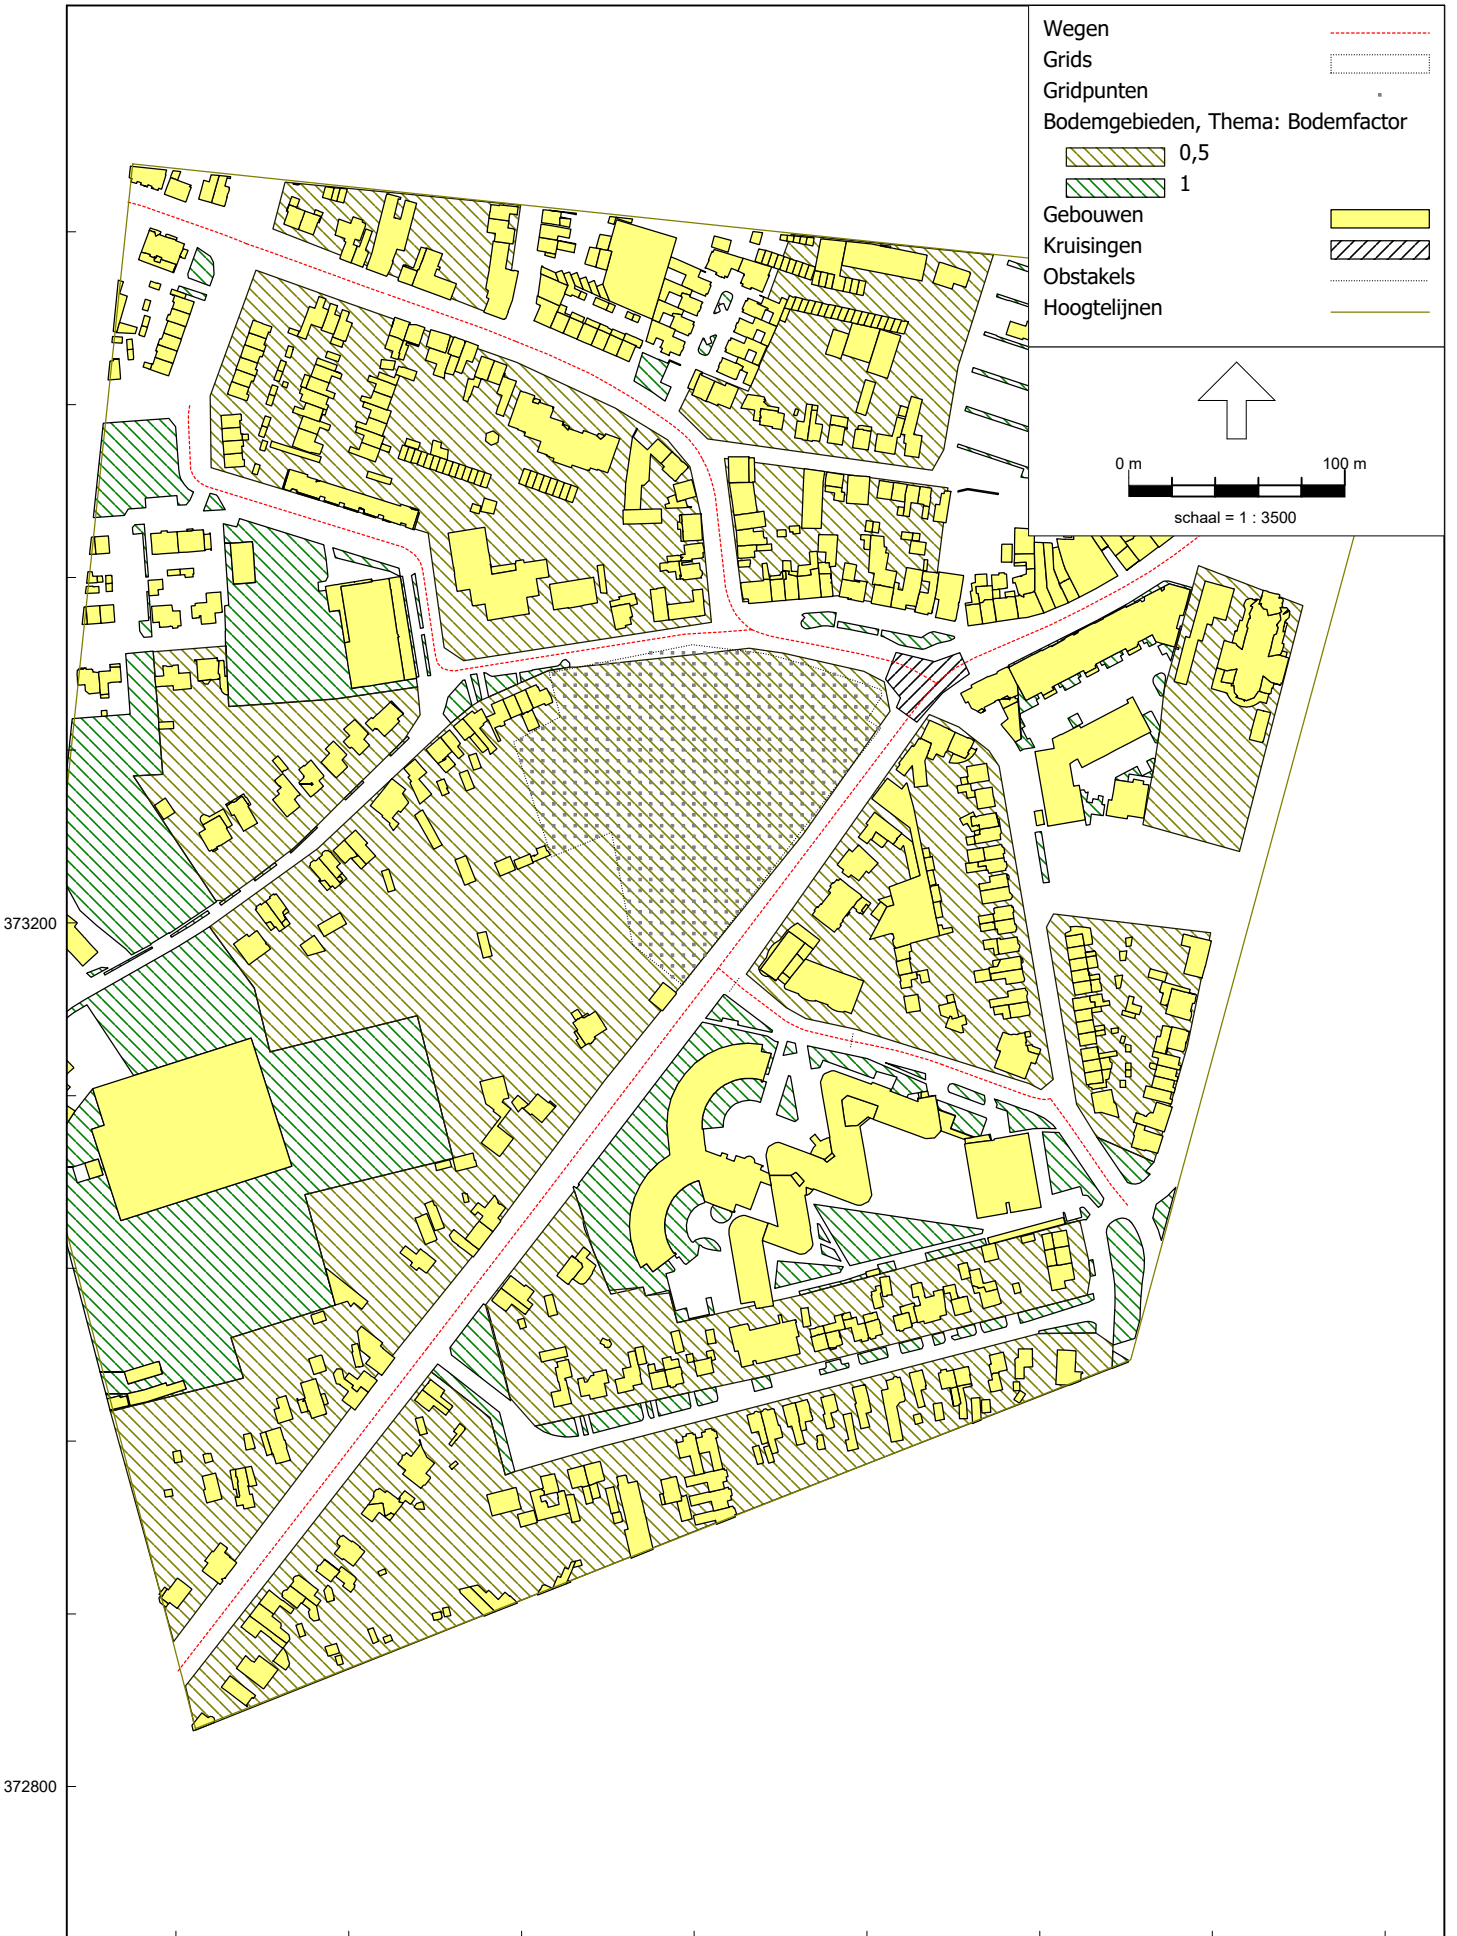 Wegen
Grids
Gridpunten
Bodemgebieden, Thema: Bodemfactor
0,5
1
Gebouwen
Kruisingen
Obstakels
Hoogtelijnen
0 m 100 m
schaal = 1 : 3500
373200
372800